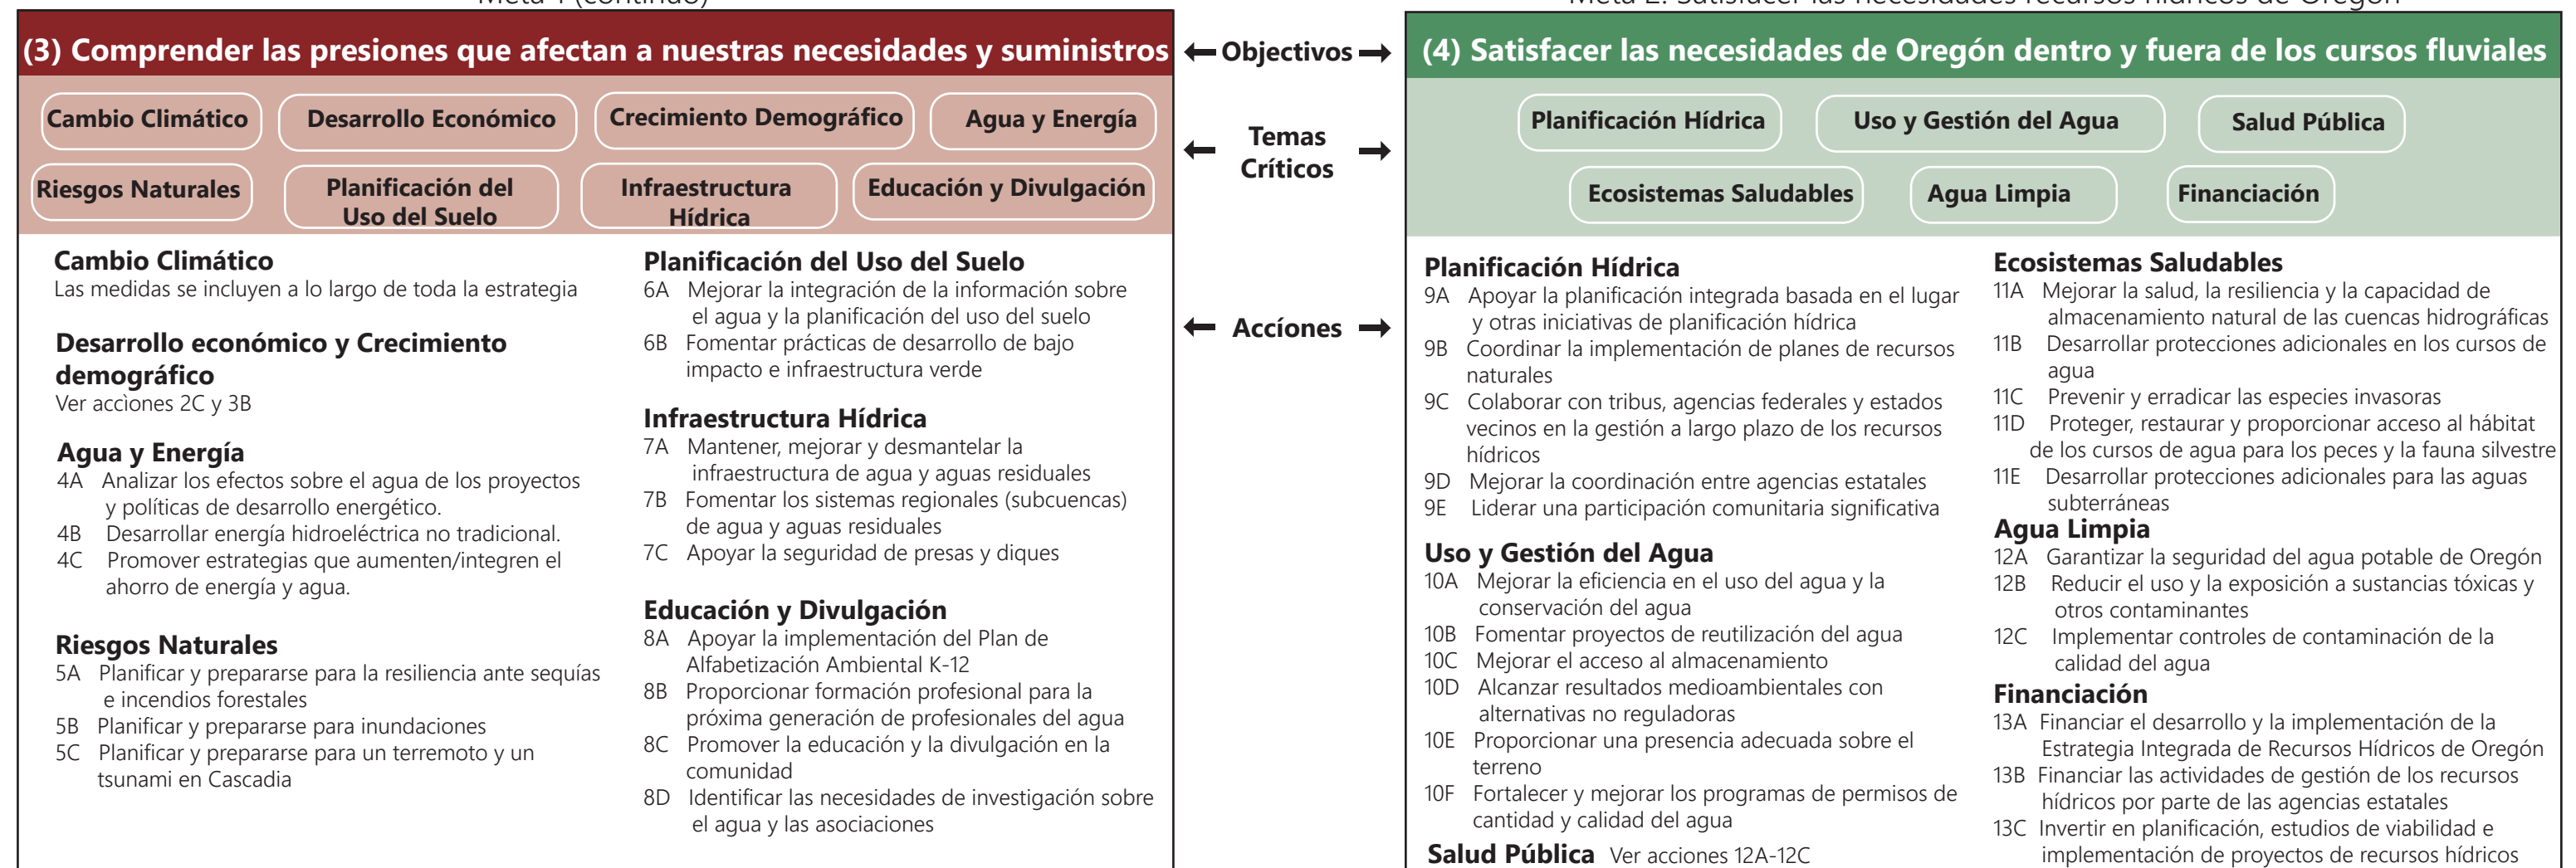 Meta 1 (continuo)
(3) Comprender las presiones que afectan a nuestras necesidades y suministros
Cambio Climático
Desarrollo Económico
Crecimiento Demográfico
Agua y Energía
Riesgos Naturales
Planificación del
Uso del Suelo
Infraestructura
Hídrica
Educación y Divulgación
Cambio Climático
Las medidas se incluyen a lo largo de toda la estrategia
Desarrollo económico y Crecimiento
demográfico
Ver acciònes 2C y 3B
Agua y Energía
4A Analizar los efectos sobre el agua de los proyectos
y políticas de desarrollo energético.
4B Desarrollar energía hidroeléctrica no tradicional.
4C Promover estrategias que aumenten/integren el
ahorro de energía y agua.
Riesgos Naturales
5A Planificar y prepararse para la resiliencia ante sequías
e incendios forestales
5B Planificar y prepararse para inundaciones
5C Planificar y prepararse para un terremoto y un
tsunami en Cascadia
Planificación del Uso del Suelo
6A Mejorar la integración de la información sobre
el agua y la planificación del uso del suelo
6B Fomentar prácticas de desarrollo de bajo
impacto e infraestructura verde
Infraestructura Hídrica
7A Mantener, mejorar y desmantelar la
infraestructura de agua y aguas residuales
7B Fomentar los sistemas regionales (subcuencas)
de agua y aguas residuales
7C Apoyar la seguridad de presas y diques
Educación y Divulgación
8A Apoyar la implementación del Plan de
Alfabetización Ambiental K-12
8B Proporcionar formación profesional para la
próxima generación de profesionales del agua
8C Promover la educación y la divulgación en la
comunidad
8D Identificar las necesidades de investigación sobre
el agua y las asociaciones
Objectivos
Temas
Críticos
Accíones
Meta 2: Satisfacer las necesidades recursos hídricos de Oregón
(4) Satisfacer las necesidades de Oregón dentro y fuera de los cursos fluviales
Planificación Hídrica
Uso y Gestión del Agua
Salud Pública
Ecosistemas Saludables
Agua Limpia
Financiación
Planificación Hídrica
9A Apoyar la planificación integrada basada en el lugar
y otras iniciativas de planificación hídrica
9B Coordinar la implementación de planes de recursos
naturales
9C Colaborar con tribus, agencias federales y estados
vecinos en la gestión a largo plazo de los recursos
hídricos
9D Mejorar la coordinación entre agencias estatales
9E Liderar una participación comunitaria significativa
Uso y Gestión del Agua
10A Mejorar la eficiencia en el uso del agua y la
conservación del agua
10B Fomentar proyectos de reutilización del agua
10C Mejorar el acceso al almacenamiento
10D Alcanzar resultados medioambientales con
alternativas no reguladoras
10E Proporcionar una presencia adecuada sobre el
terreno
10F Fortalecer y mejorar los programas de permisos de
cantidad y calidad del agua
Salud Pública Ver acciones 12A-12C
Ecosistemas Saludables
11A Mejorar la salud, la resiliencia y la capacidad de
almacenamiento natural de las cuencas hidrográficas
11B Desarrollar protecciones adicionales en los cursos de
agua
11C Prevenir y erradicar las especies invasoras
11D Proteger, restaurar y proporcionar acceso al hábitat
de los cursos de agua para los peces y la fauna silvestre
11E Desarrollar protecciones adicionales para las aguas
subterráneas
Agua Limpia
12A Garantizar la seguridad del agua potable de Oregón
12B Reducir el uso y la exposición a sustancias tóxicas y
otros contaminantes
12C Implementar controles de contaminación de la
calidad del agua
Financiación
13A Financiar el desarrollo y la implementación de la
Estrategia Integrada de Recursos Hídricos de Oregón
13B Financiar las actividades de gestión de los recursos
hídricos por parte de las agencias estatales
13C Invertir en planificación, estudios de viabilidad e
implementación de proyectos de recursos hídricos